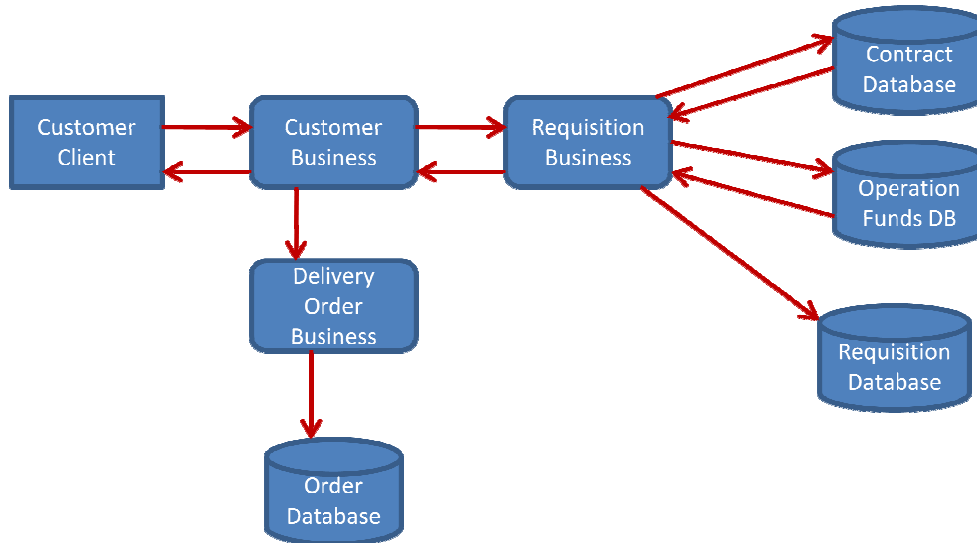 Customer
Client
Customer
Business
Requisition
Business
Contract
Database
Operation
Funds DB
Delivery
Order
Business
Requisition
Database
Order
Database